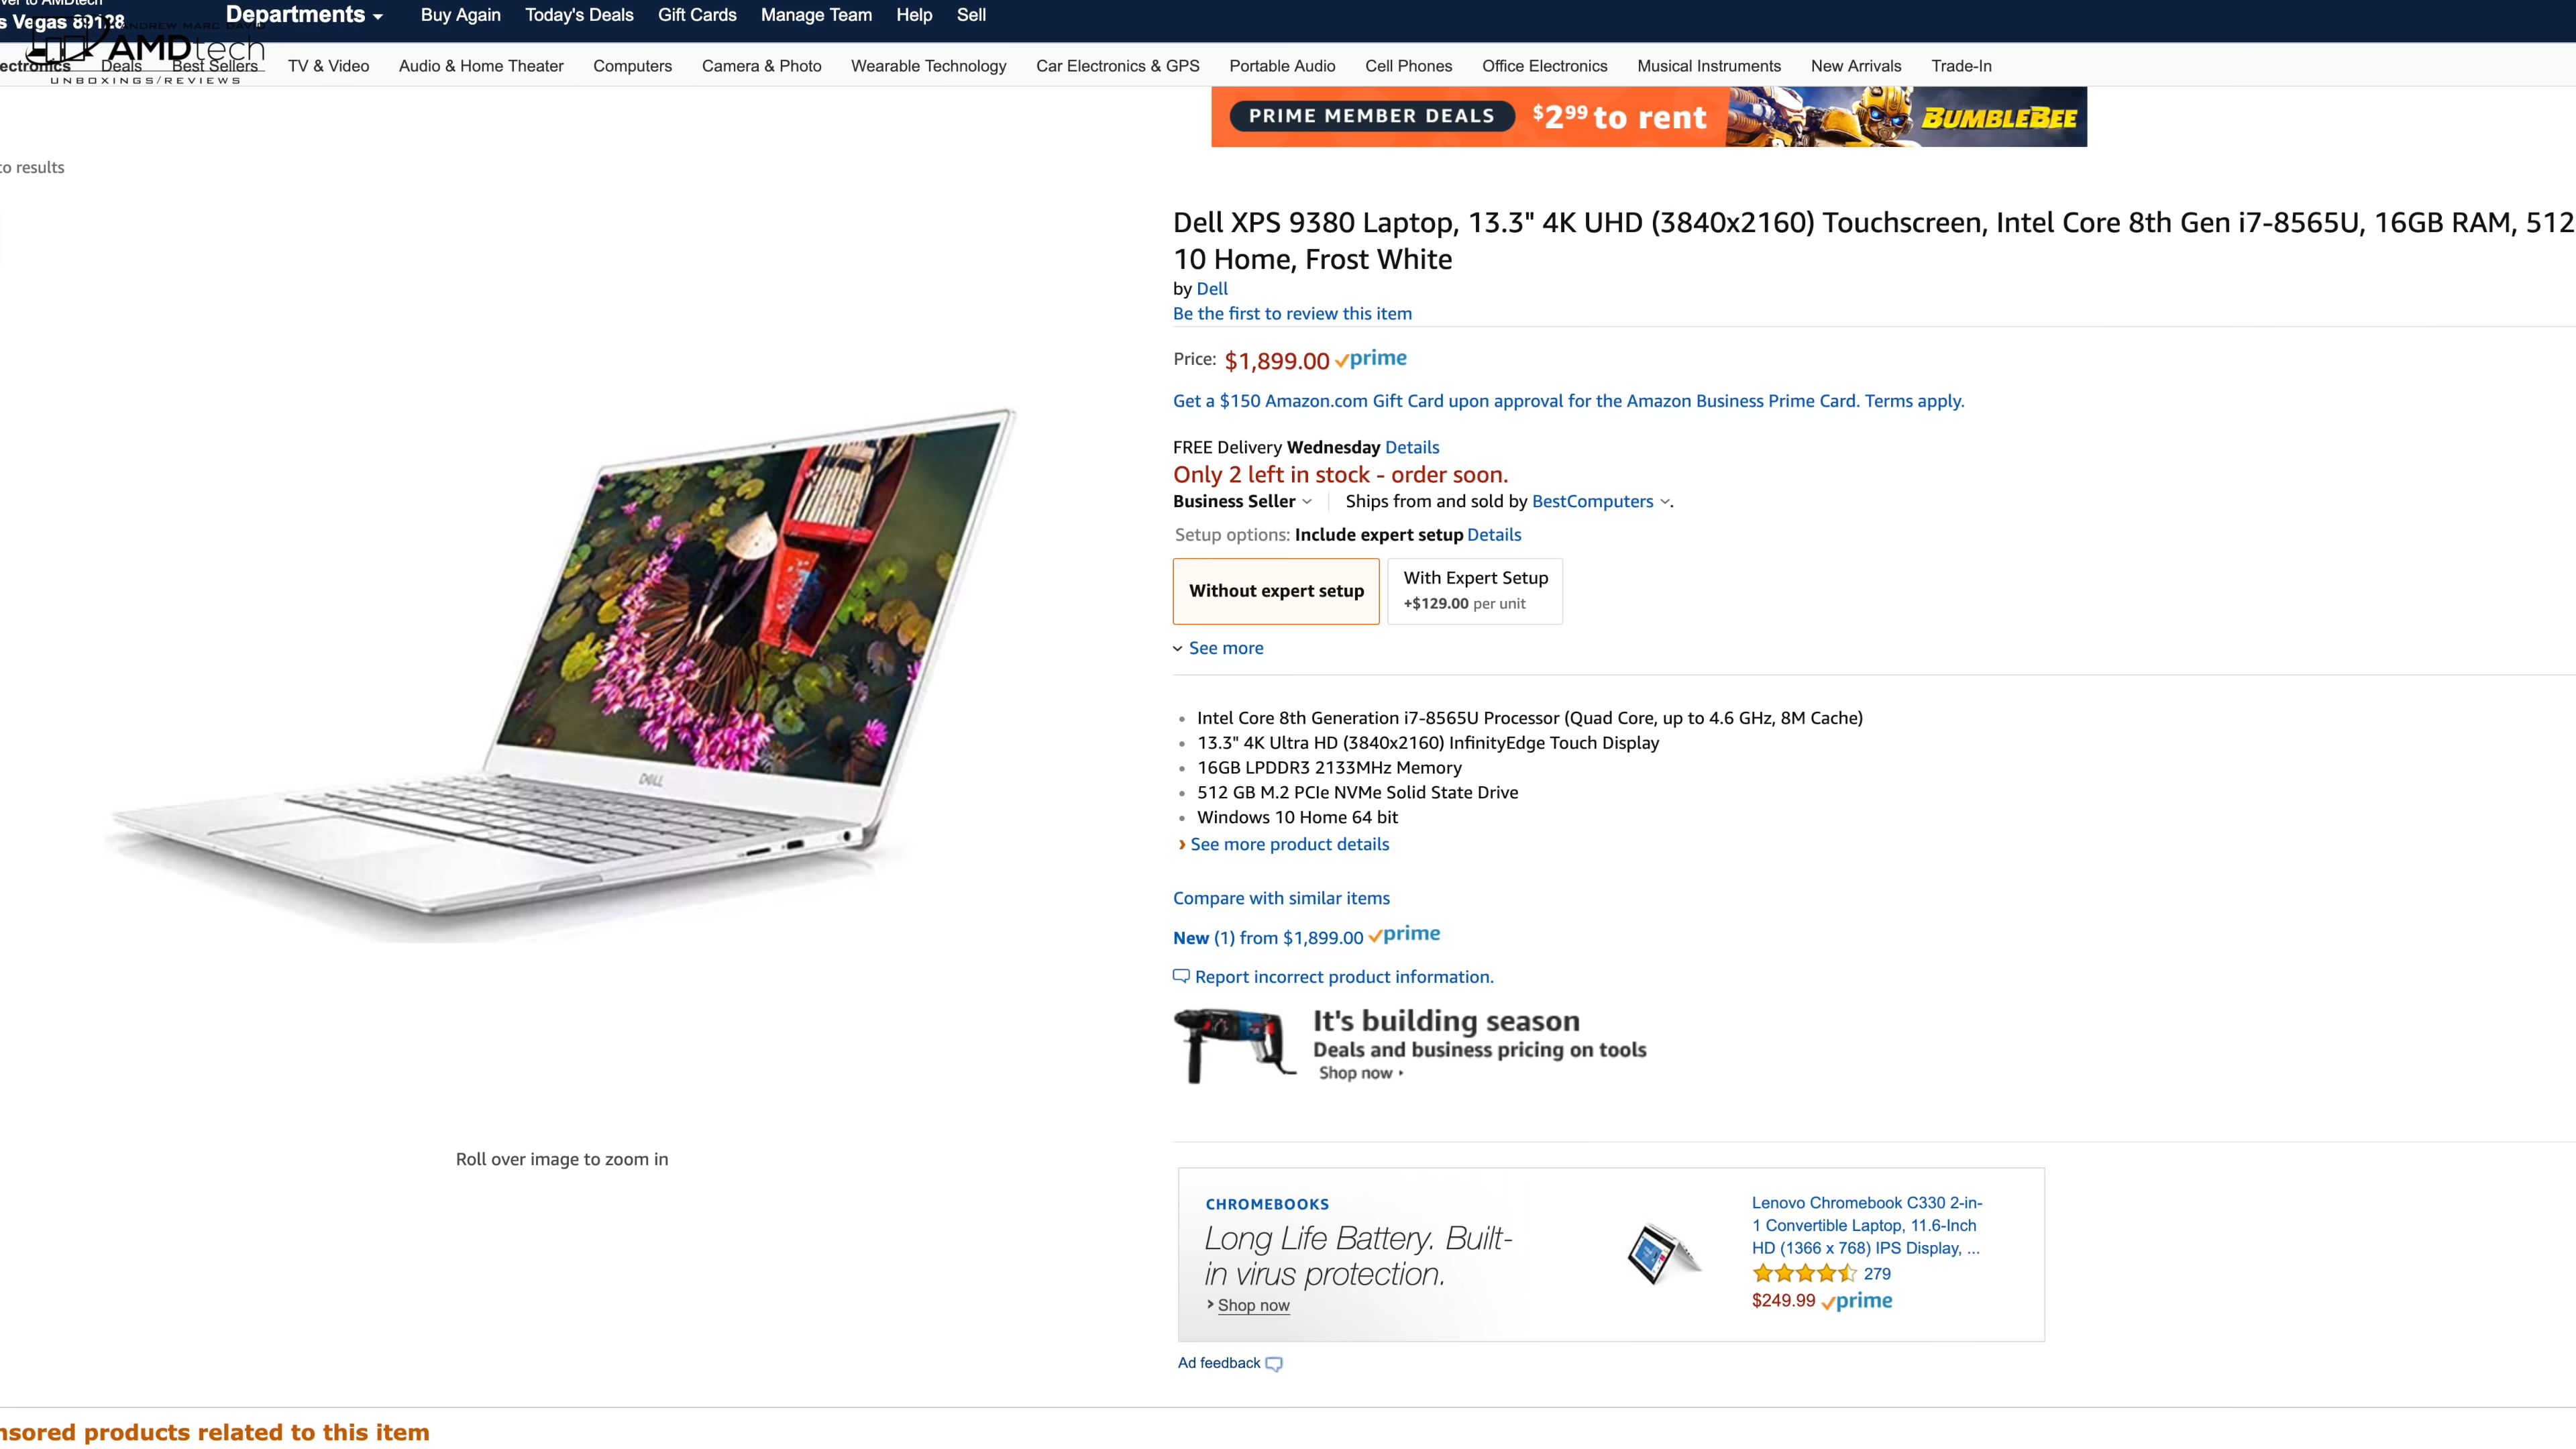 ver to AMDtech
s Vegas 89128
Departments
Buy Again Today's Deals Gift Cards Manage Team Help Sell
ANDREW MARC DAVID
AMDtech
UNBOXINGS/REVIEWS
ectronics Deals Best Sellers TV & Video Audio & Home Theater Computers Camera & Photo Wearable Technology Car Electronics & GPS Portable Audio Cell Phones Office Electronics Musical Instruments New Arrivals Trade-In
PRIME MEMBER DEALS $2.99 to rent BUMBLEBEE
to results
Dell XPS 9380 Laptop, 13.3" 4K UHD (3840x2160) Touchscreen, Intel Core 8th Gen i7-8565U, 16GB RAM, 512
10 Home, Frost White
by Dell
Be the first to review this item
Price: $1,899.00 prime
Get a $150 Amazon.com Gift Card upon approval for the Amazon Business Prime Card. Terms apply.
FREE Delivery Wednesday Details
Only 2 left in stock - order soon.
Business Seller Ships from and sold by BestComputers.
Setup options: Include expert setup Details
Without expert setup
With Expert Setup
+$129.00 per unit
See more
Intel Core 8th Generation i7-8565U Processor (Quad Core, up to 4.6 GHz, 8M Cache)
13.3" 4K Ultra HD (3840x2160) InfinityEdge Touch Display
16GB LPDDR3 2133MHz Memory
512 GB M.2 PCIe NVMe Solid State Drive
Windows 10 Home 64 bit
See more product details
Compare with similar items
New (1) from $1,899.00 prime
Report incorrect product information.
It's building season
Deals and business pricing on tools
Shop now
DELL
Roll over image to zoom in
CHROMEBOOKS
Long Life Battery. Built-
in virus protection.
Shop now
Lenovo Chromebook C330 2-in-
1 Convertible Laptop, 11.6-Inch
HD (1366 x 768) IPS Display, ...
279
$249.99 prime
Ad feedback
nsored products related to this item